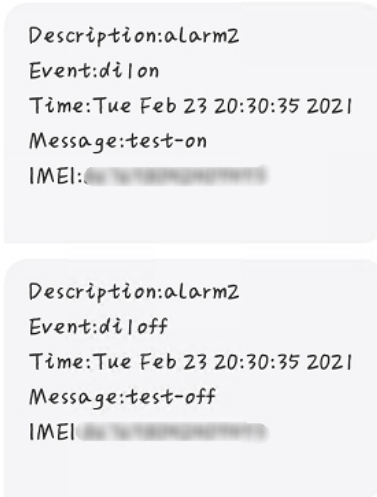 Description:alarm2
Event:di1on
Time:Tue Feb 23 20:30:35 2021
Message:test-on
IMEI:
Description:alarm2
Event:di1off
Time:Tue Feb 23 20:30:35 2021
Message:test-off
IMEI